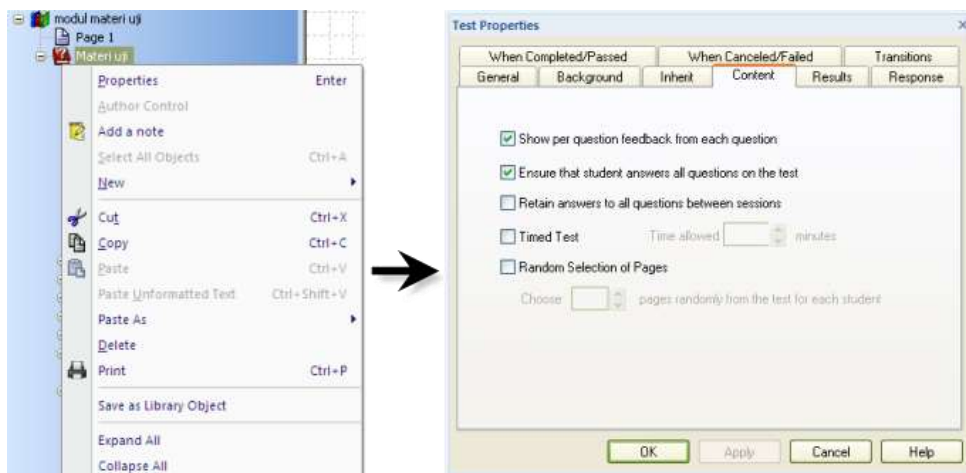 modul materi uji
Page 1
Materi uji
Properties Enter
Author Control
Add a note
Select All Objects Ctrl+A
New
Cut Ctrl+X
Copy Ctrl+C
Paste Ctrl+V
Paste Unformatted Text Ctrl+Shift+V
Paste As
Delete
Print Ctrl+P
Save as Library Object
Expand All
Collapse All
Test Properties
When Completed/Passed When Canceled/Failed Transitions
General Background Inherit Content Results Response
Show per question feedback from each question
Ensure that student answers all questions on the test
Retain answers to all questions between sessions
Timed Test Time allowed minutes
Random Selection of Pages
Choose pages randomly from the test for each student
OK Apply Cancel Help